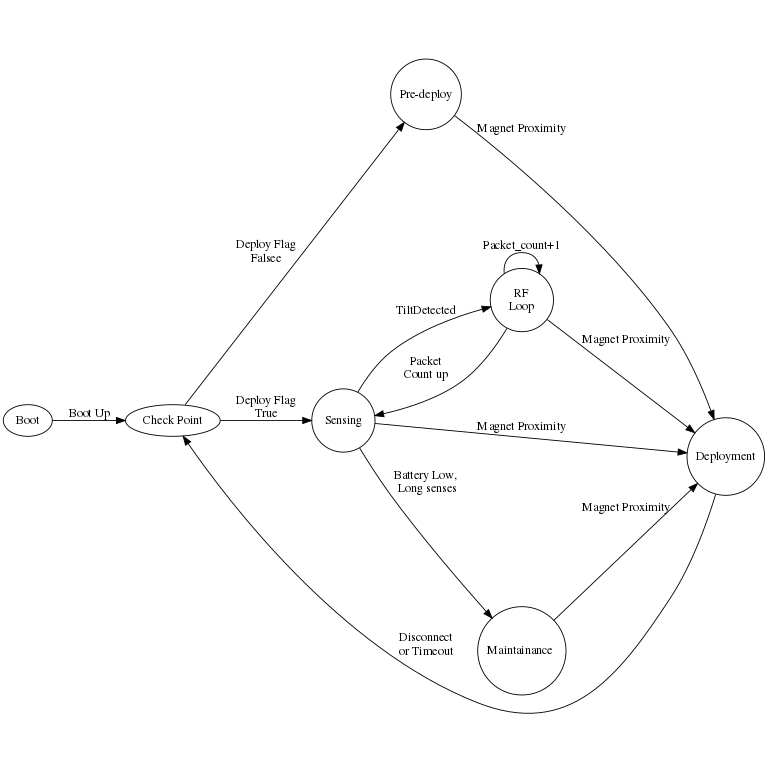 Pre-deploy
Magnet Proximity
Deploy Flag
Falsee
Packet_count+1
RF
Loop
TiltDetected
Magnet Proximity
Packet
Count up
Boot
Boot Up
Check Point
Deploy Flag
True
Sensing
Magnet Proximity
Deployment
Battery Low,
Long senses
Magnet Proximity
Disconnect
or Timeout
Maintainance